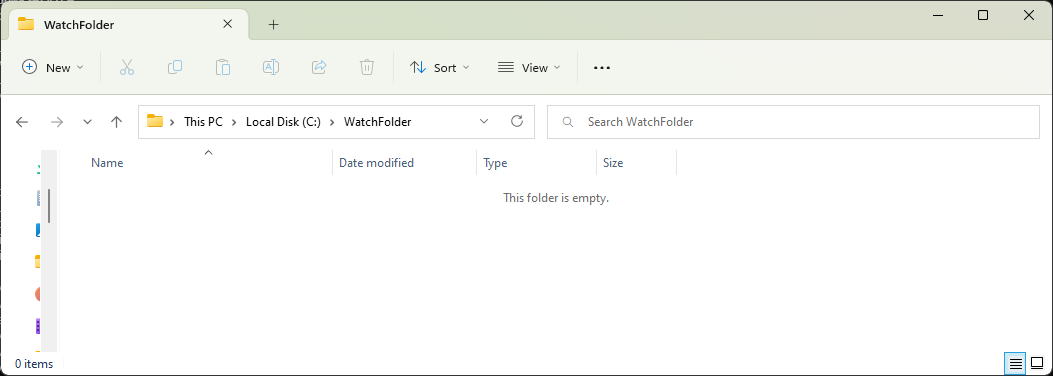 WatchFolder
New Sort View
This PC Local Disk (C:) WatchFolder Search WatchFolder
Name Date modified Type Size
This folder is empty.
0 items